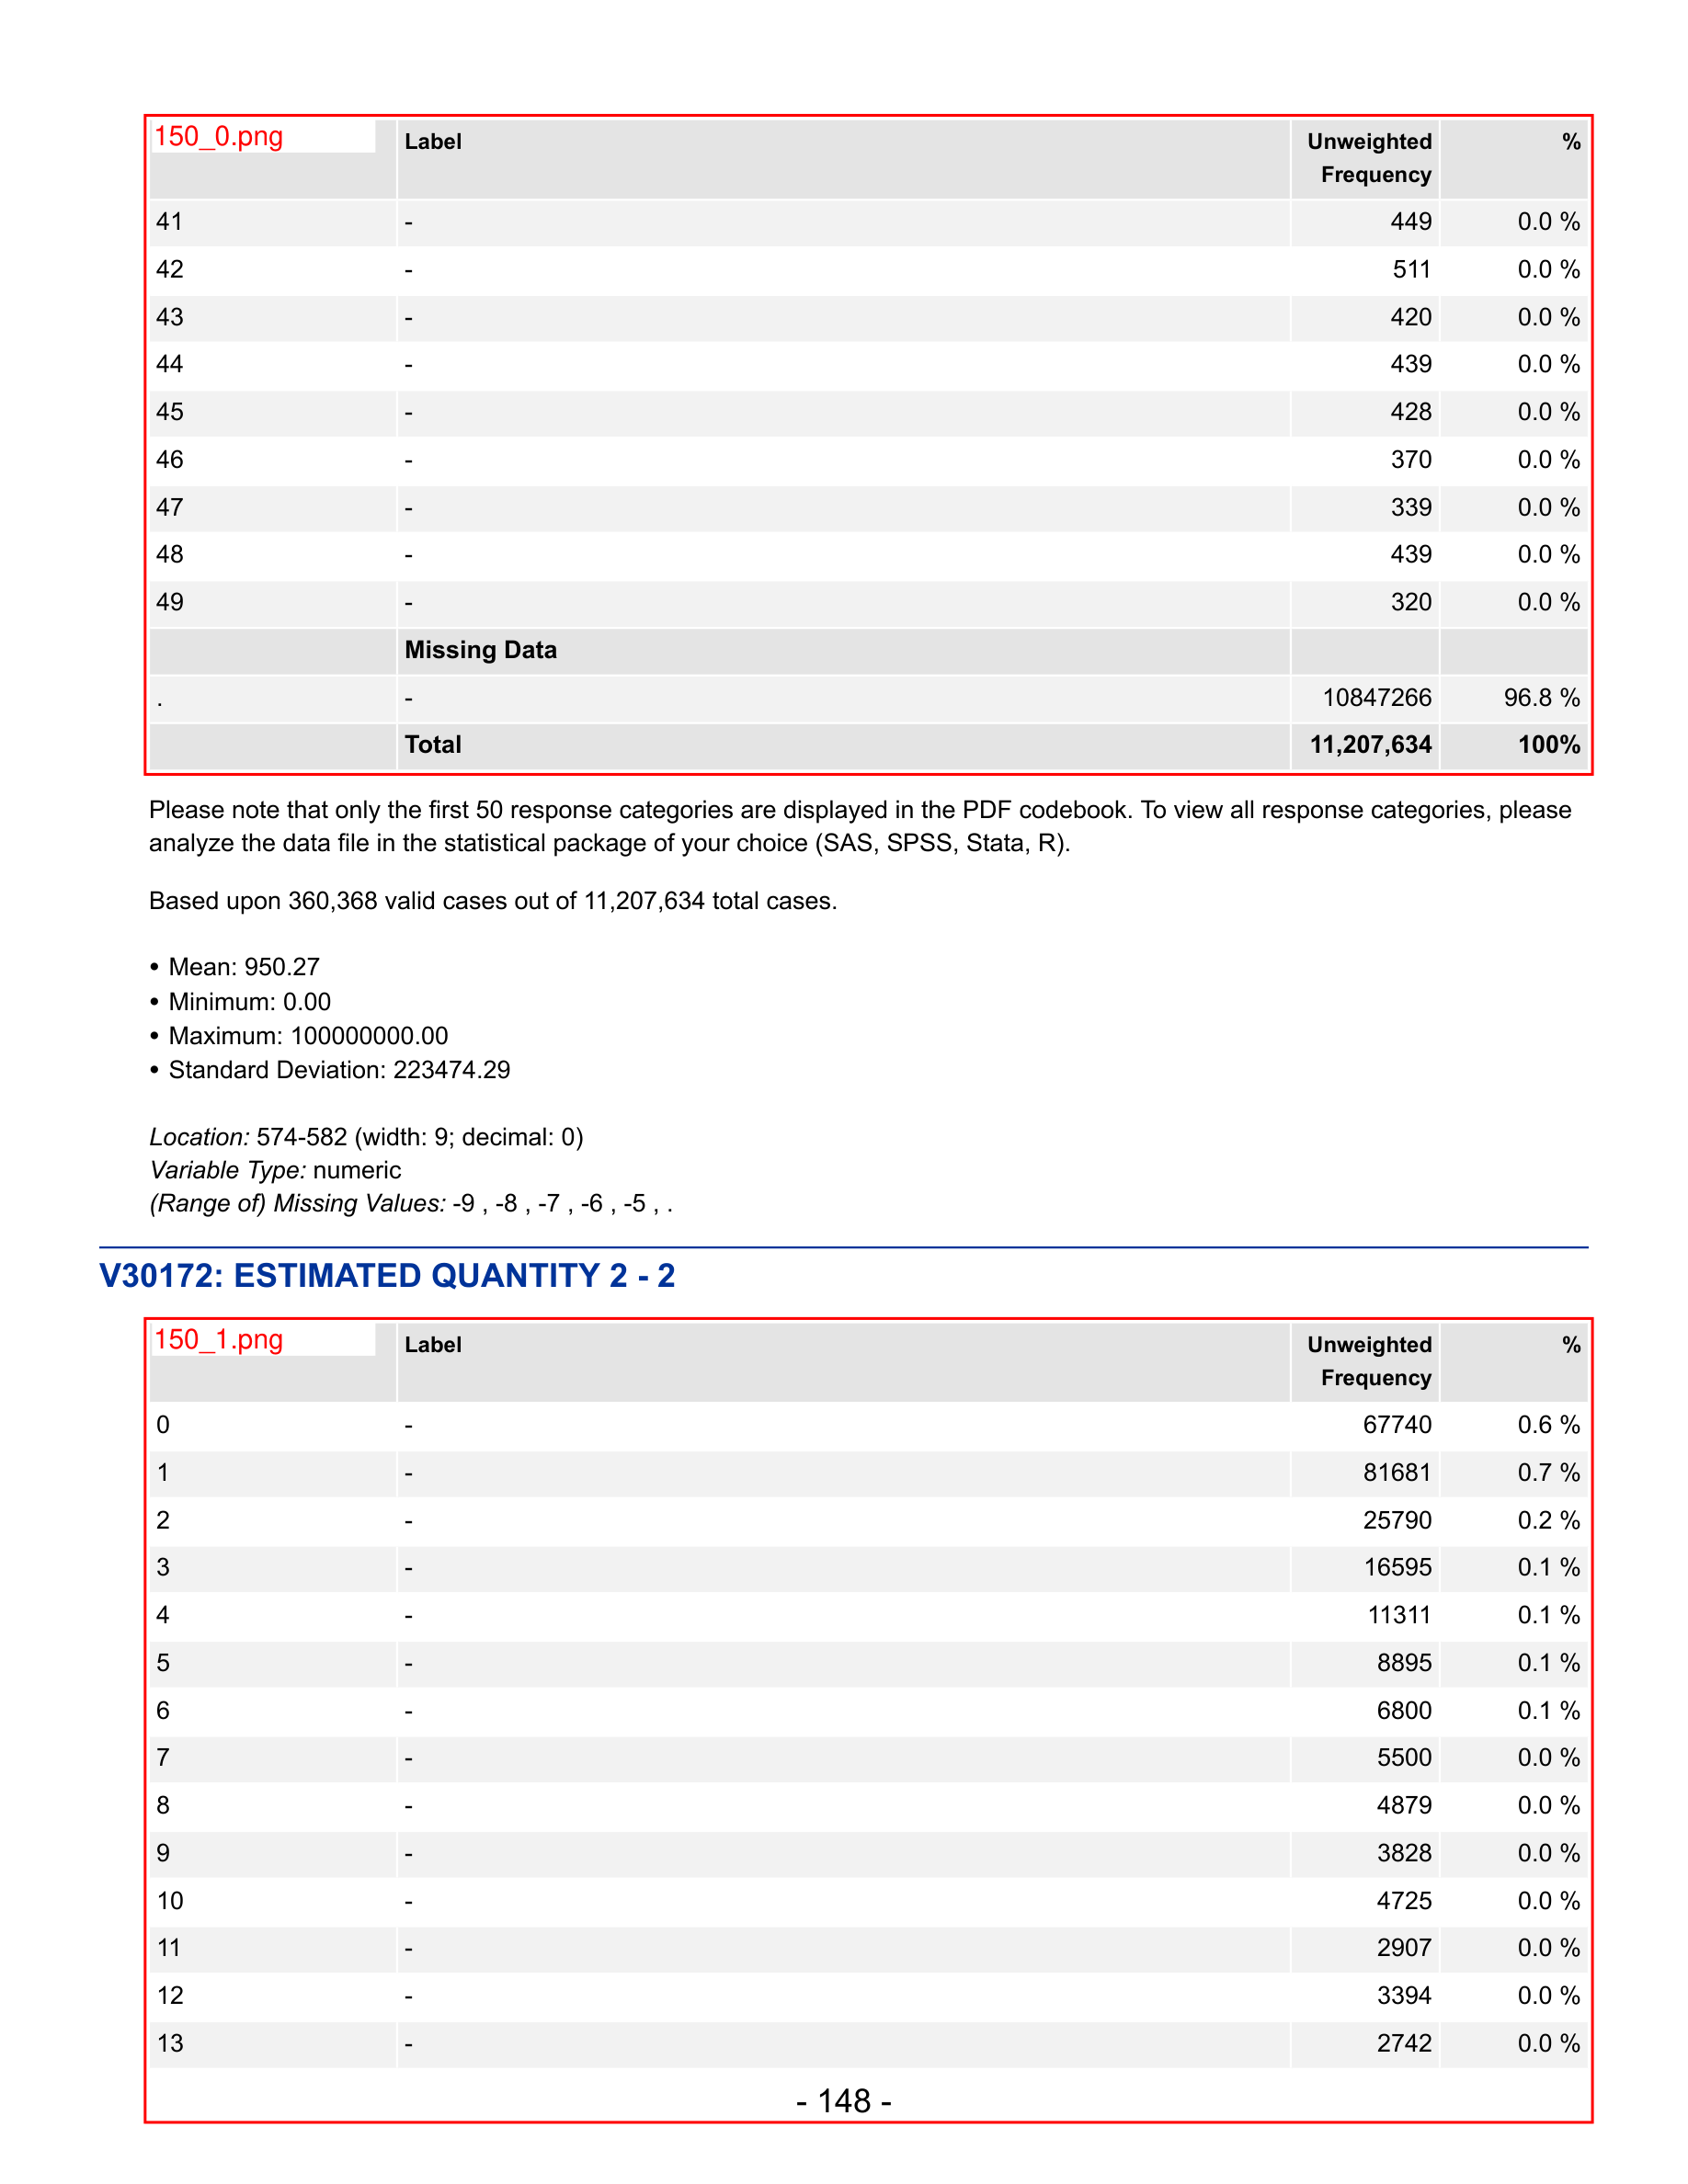 150_0.png Label Unweighted Frequency %
41 - 449 0.0 %
42 - 511 0.0 %
43 - 420 0.0 %
44 - 439 0.0 %
45 - 428 0.0 %
46 - 370 0.0 %
47 - 339 0.0 %
48 - 439 0.0 %
49 - 320 0.0 %
Missing Data
. - 10847266 96.8 %
Total 11,207,634 100%
Please note that only the first 50 response categories are displayed in the PDF codebook. To view all response categories, please
analyze the data file in the statistical package of your choice (SAS, SPSS, Stata, R).
Based upon 360,368 valid cases out of 11,207,634 total cases.
• Mean: 950.27
• Minimum: 0.00
• Maximum: 100000000.00
• Standard Deviation: 223474.29
Location: 574-582 (width: 9; decimal: 0)
Variable Type: numeric
(Range of) Missing Values: -9 , -8 , -7 , -6 , -5 , .
V30172: ESTIMATED QUANTITY 2 - 2
150_1.png Label Unweighted Frequency %
0 - 67740 0.6 %
1 - 81681 0.7 %
2 - 25790 0.2 %
3 - 16595 0.1 %
4 - 11311 0.1 %
5 - 8895 0.1 %
6 - 6800 0.1 %
7 - 5500 0.0 %
8 - 4879 0.0 %
9 - 3828 0.0 %
10 - 4725 0.0 %
11 - 2907 0.0 %
12 - 3394 0.0 %
13 - 2742 0.0 %
- 148 -